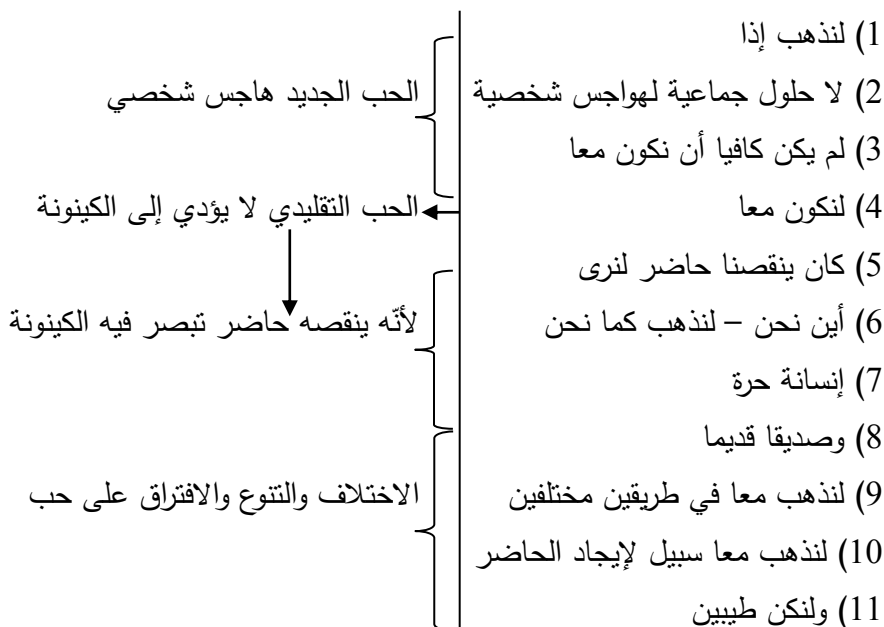 1) لنذهب إذا
2) لا حلول جماعية لهواجس شخصية
الحب الجديد هاجس شخصي
3) لم يكن كافيا أن نكون معا
4) لنكون معا
الحب التقليدي لا يؤدي إلى الكينونة
5) كان ينقصنا حاضر لنرى
6) أين نحن – لنذهب كما نحن
لأنّه ينقصه حاضر تبصر فيه الكينونة
7) إنسانة حرة
8) وصديقا قديما
9) لنذهب معا في طريقين مختلفين
الاختلاف والتنوع والافتراق على حب
10) لنذهب معا سبيل لإيجاد الحاضر
11) ولنكن طيبين